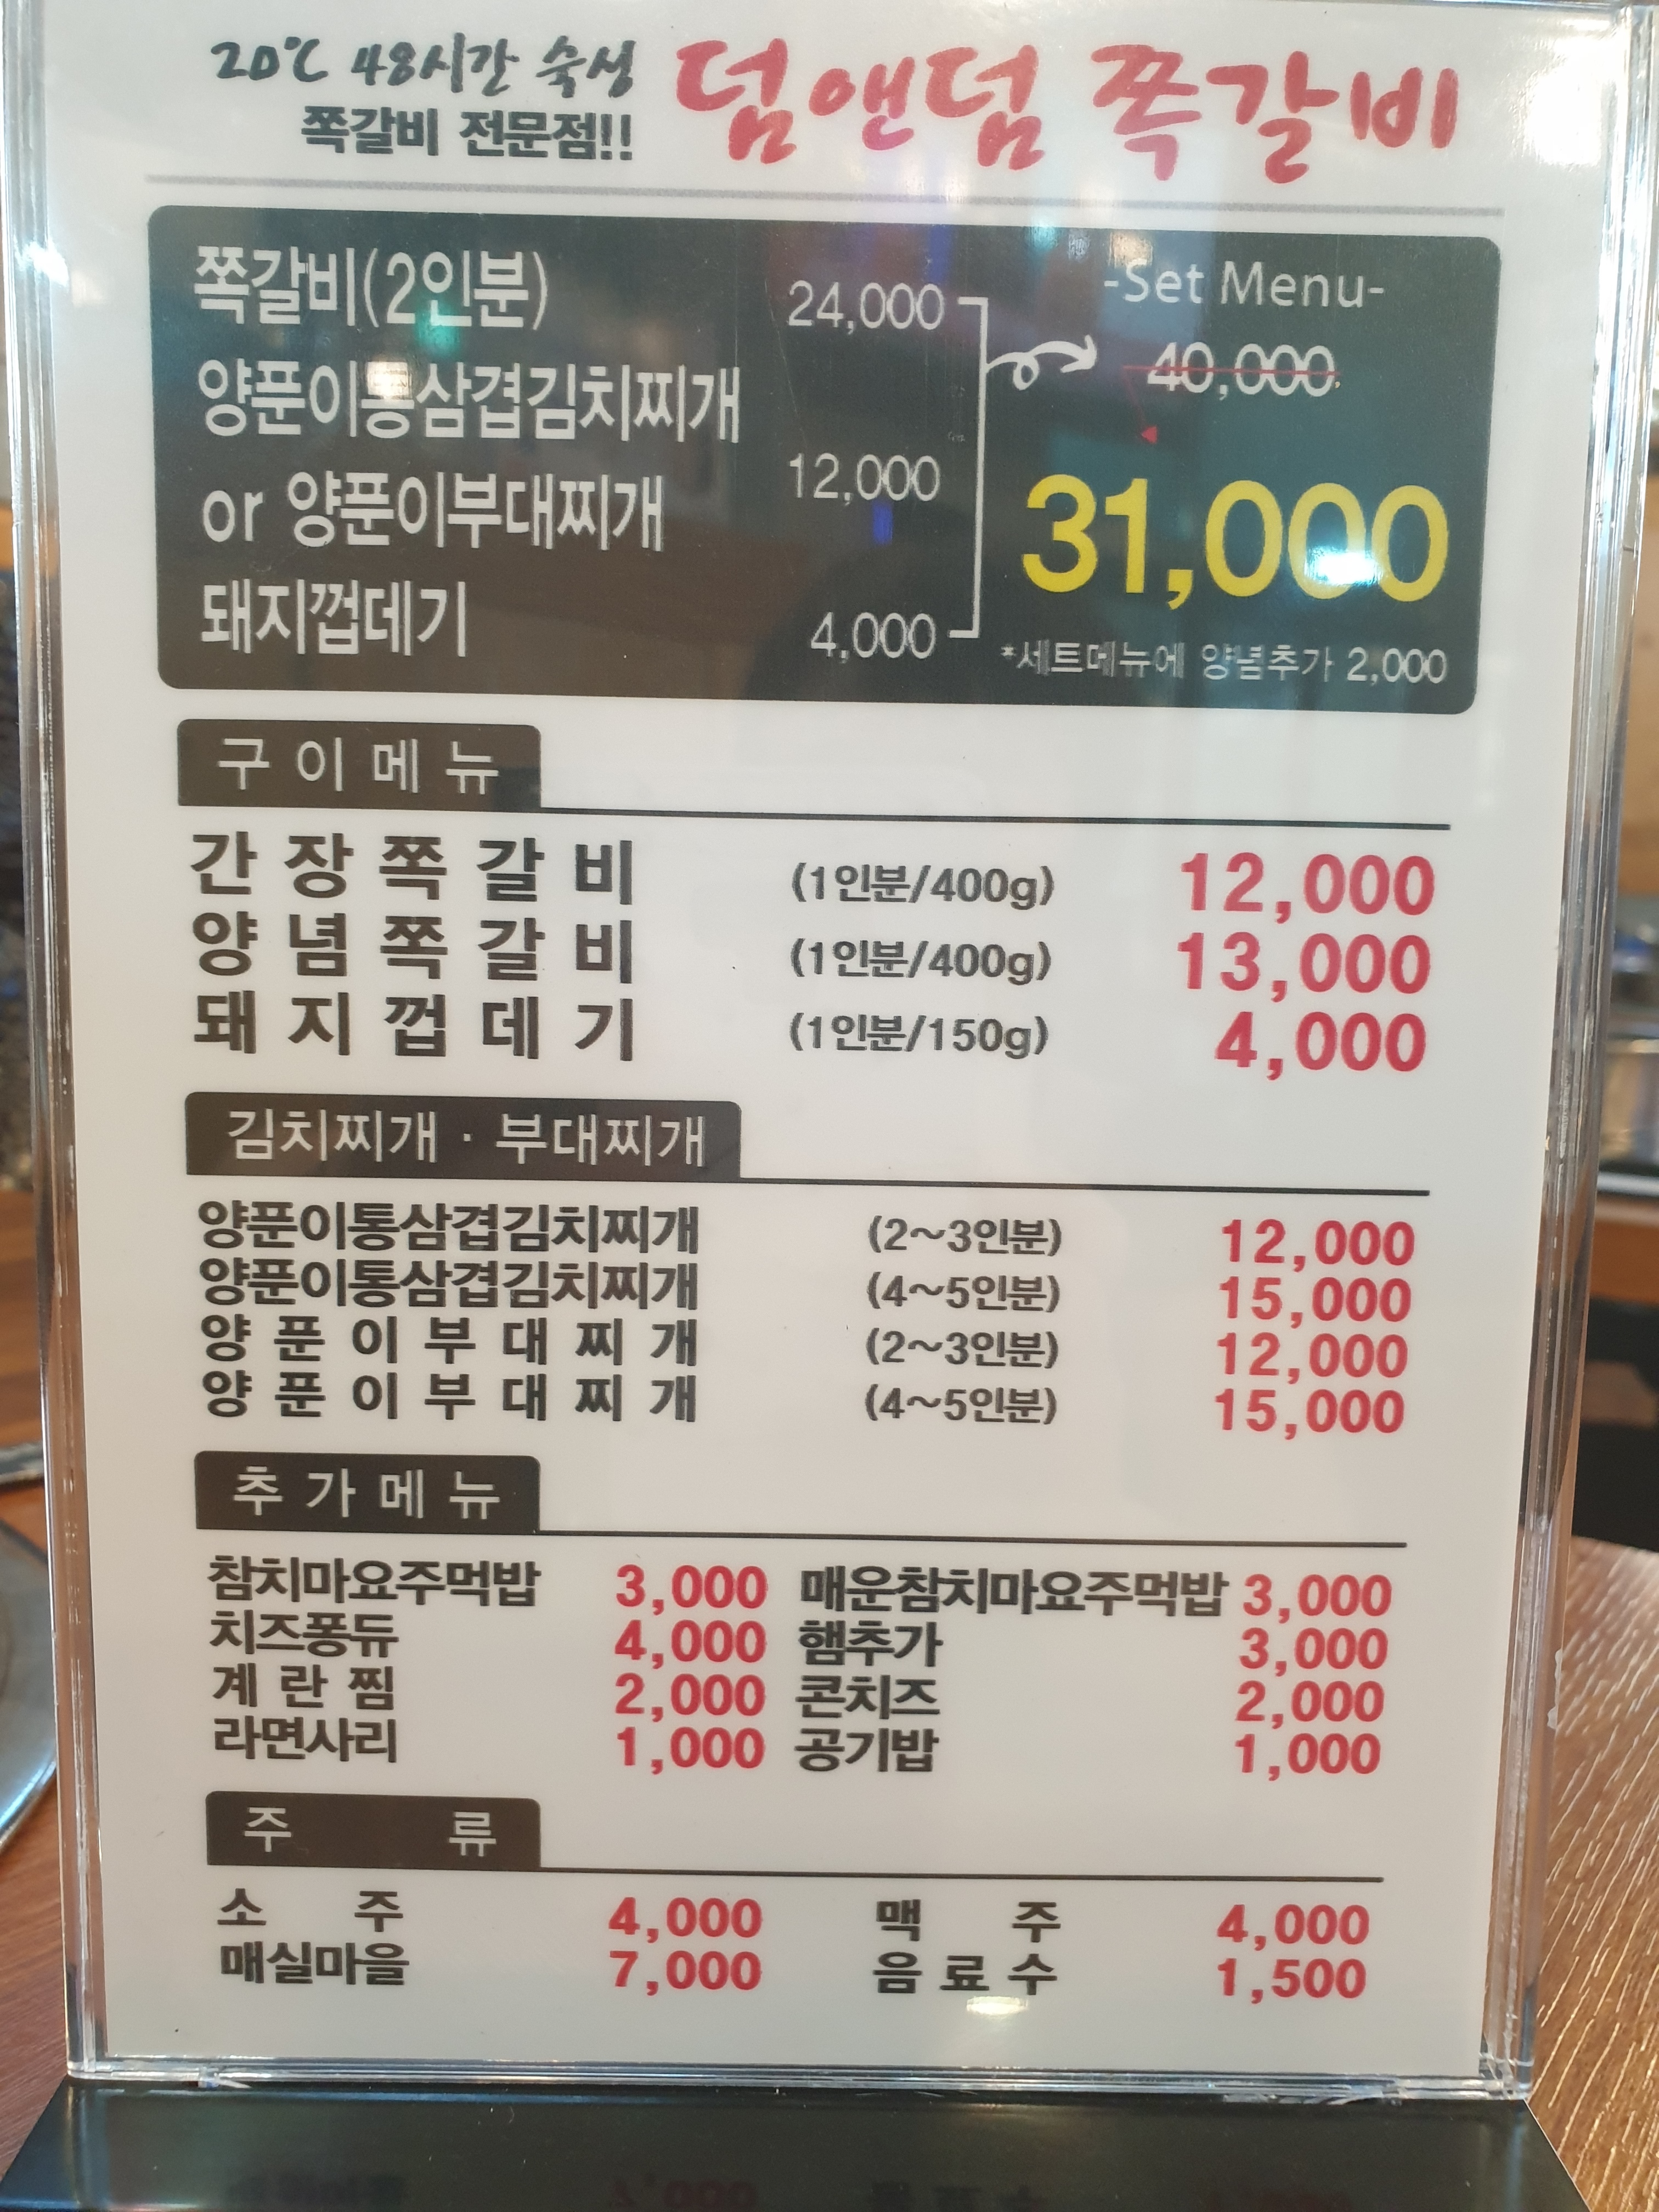 20℃ 48시간 숙성
쪽갈비 전문점!!
덤앤덤 쪽갈비
쪽갈비(2인분) 24,000
양푼이통삼겹김치찌개
or 양푼이부대찌개 12,000
돼지껍데기 4,000
-Set Menu-
40,000
31,000
*세트메뉴에 양념추가 2,000
구이메뉴
간장쪽갈비 (1인분/400g) 12,000
양념쪽갈비 (1인분/400g) 13,000
돼지껍데기 (1인분/150g) 4,000
김치찌개 · 부대찌개
양푼이통삼겹김치찌개 (2~3인분) 12,000
양푼이통삼겹김치찌개 (4~5인분) 15,000
양푼이부대찌개 (2~3인분) 12,000
양푼이부대찌개 (4~5인분) 15,000
추가메뉴
참치마요주먹밥 3,000 매운참치마요주먹밥 3,000
치즈퐁듀 4,000 햄추가 3,000
계란찜 2,000 콘치즈 2,000
라면사리 1,000 공기밥 1,000
주류
소주 4,000 맥주 4,000
매실마을 7,000 음료수 1,500